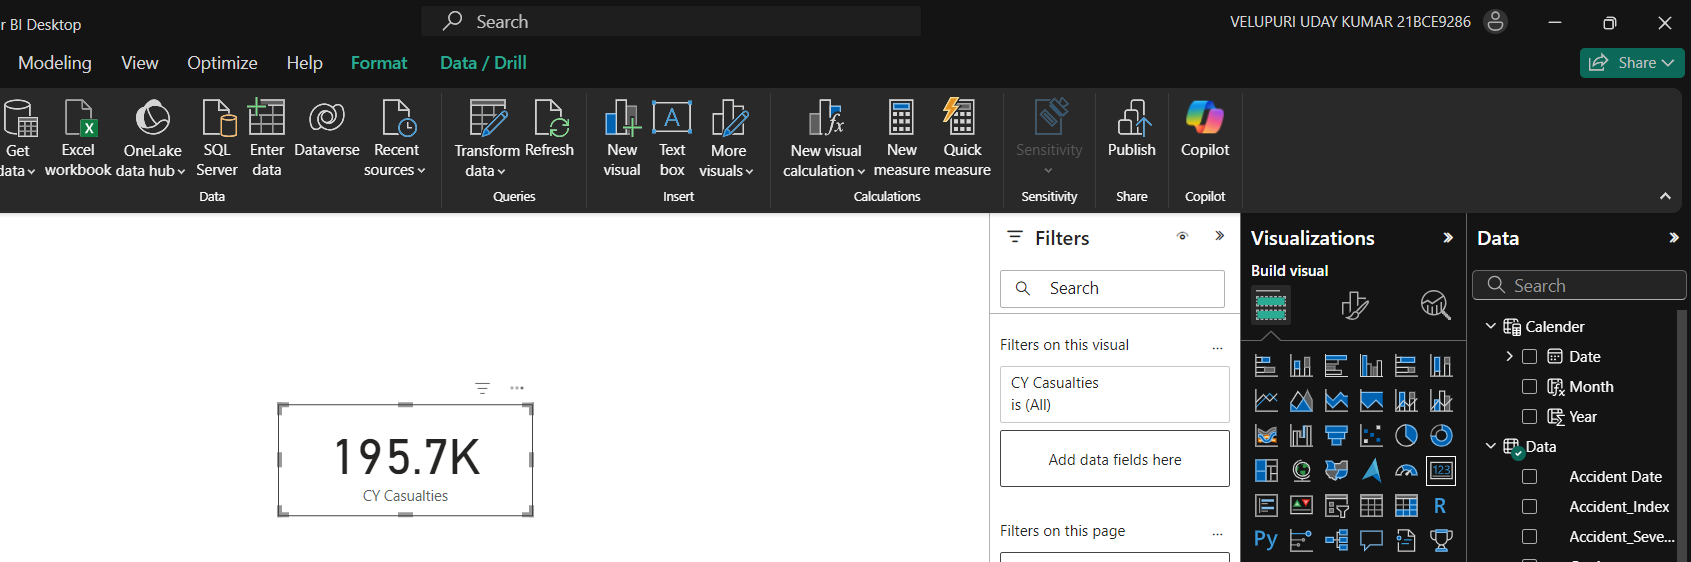 r BI Desktop
Search
VELUPURI UDAY KUMAR 21BCE9286
Modeling View Optimize Help Format Data / Drill
Share
Get data
Excel workbook
OneLake data hub
SQL Server
Enter data
Dataverse
Recent sources
Data
Transform data
Refresh
Queries
New visual
Text box
A
More visuals
Insert
New visual calculation
fx
New measure
Quick measure
Calculations
Sensitivity
Sensitivity
Publish
Share
Copilot
Copilot
195.7K
CY Casualties
Filters
Search
Filters on this visual ...
CY Casualties
is (All)
Add data fields here
Filters on this page ...
Visualizations
Build visual
123
R
Py
Data
Search
Calender
Date
Month
Year
Data
Accident Date
Accident_Index
Accident_Seve...